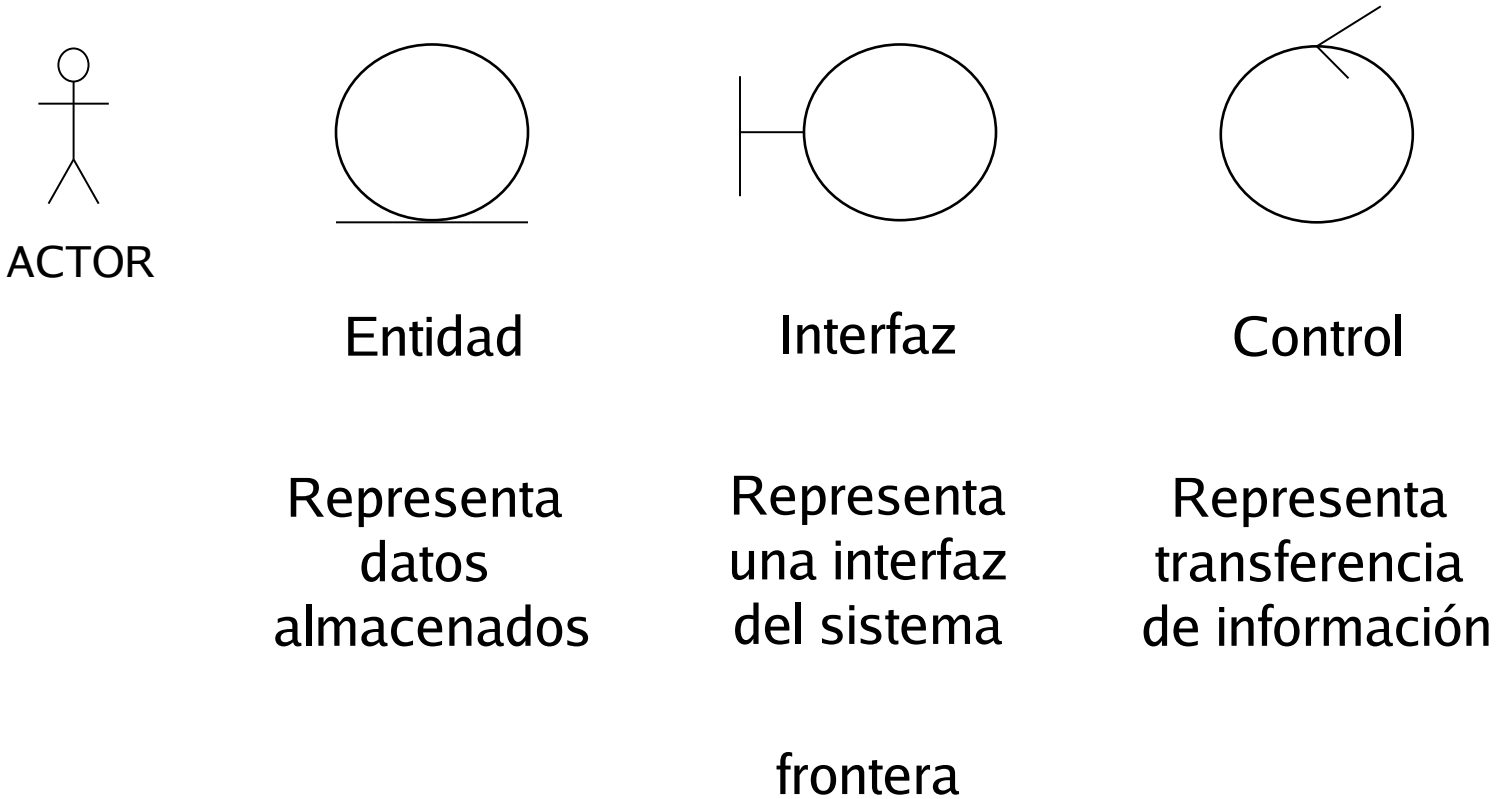 ACTOR
Entidad
Interfaz
Control
Representa
datos
almacenados
Representa
una interfaz
del sistema
Representa
transferencia
de información
frontera